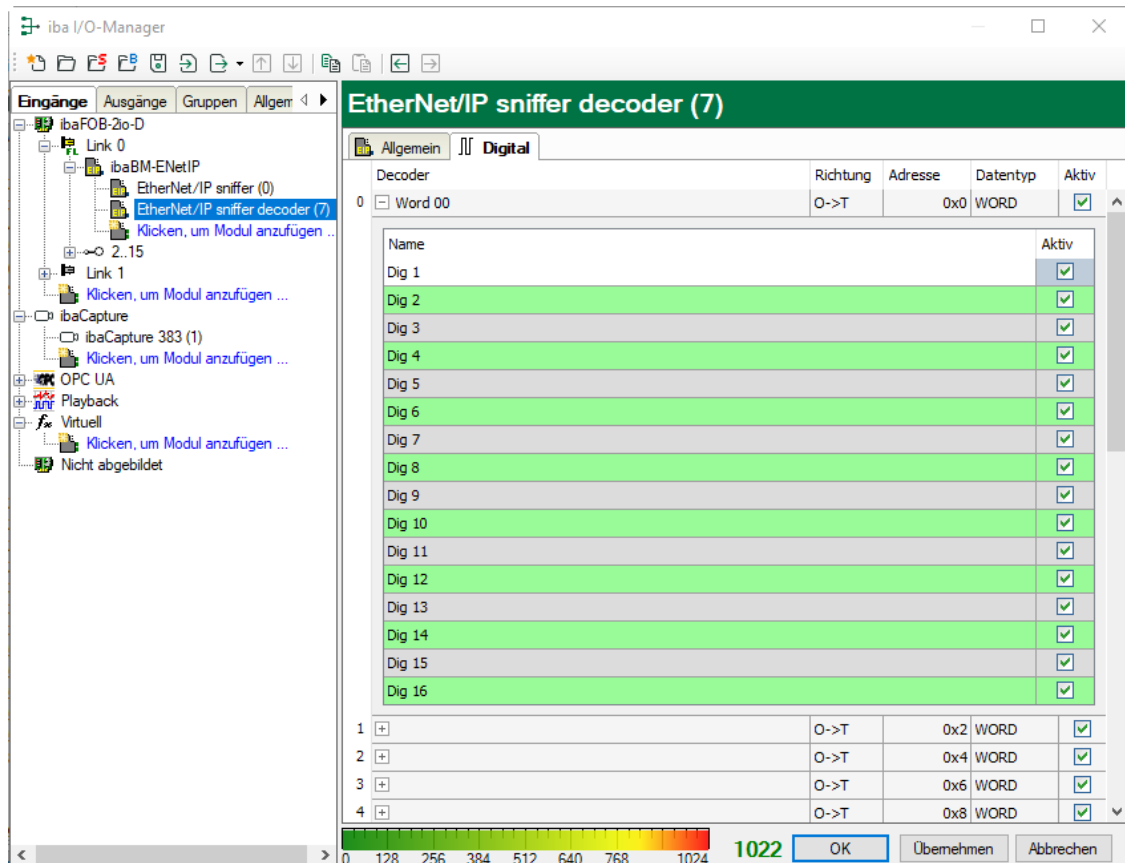 iba I/O-Manager
Eingänge Ausgänge Gruppen Allgem
ibaFOB-2io-D
Link 0
ibaBM-ENetIP
EtherNet/IP sniffer (0)
EtherNet/IP sniffer decoder (7)
Klicken, um Modul anzufügen ..
2..15
Link 1
Klicken, um Modul anzufügen ...
ibaCapture
ibaCapture 383 (1)
Klicken, um Modul anzufügen ...
OPC UA
Playback
Virtuell
Klicken, um Modul anzufügen ...
Nicht abgebildet
EtherNet/IP sniffer decoder (7)
Allgemein Digital
Decoder Richtung Adresse Datentyp Aktiv
0 Word 00 O->T 0x0 WORD
Name Aktiv
Dig 1
Dig 2
Dig 3
Dig 4
Dig 5
Dig 6
Dig 7
Dig 8
Dig 9
Dig 10
Dig 11
Dig 12
Dig 13
Dig 14
Dig 15
Dig 16
1 O->T 0x2 WORD
2 O->T 0x4 WORD
3 O->T 0x6 WORD
4 O->T 0x8 WORD
0 128 256 384 512 640 768 1024 1022 OK Übernehmen Abbrechen